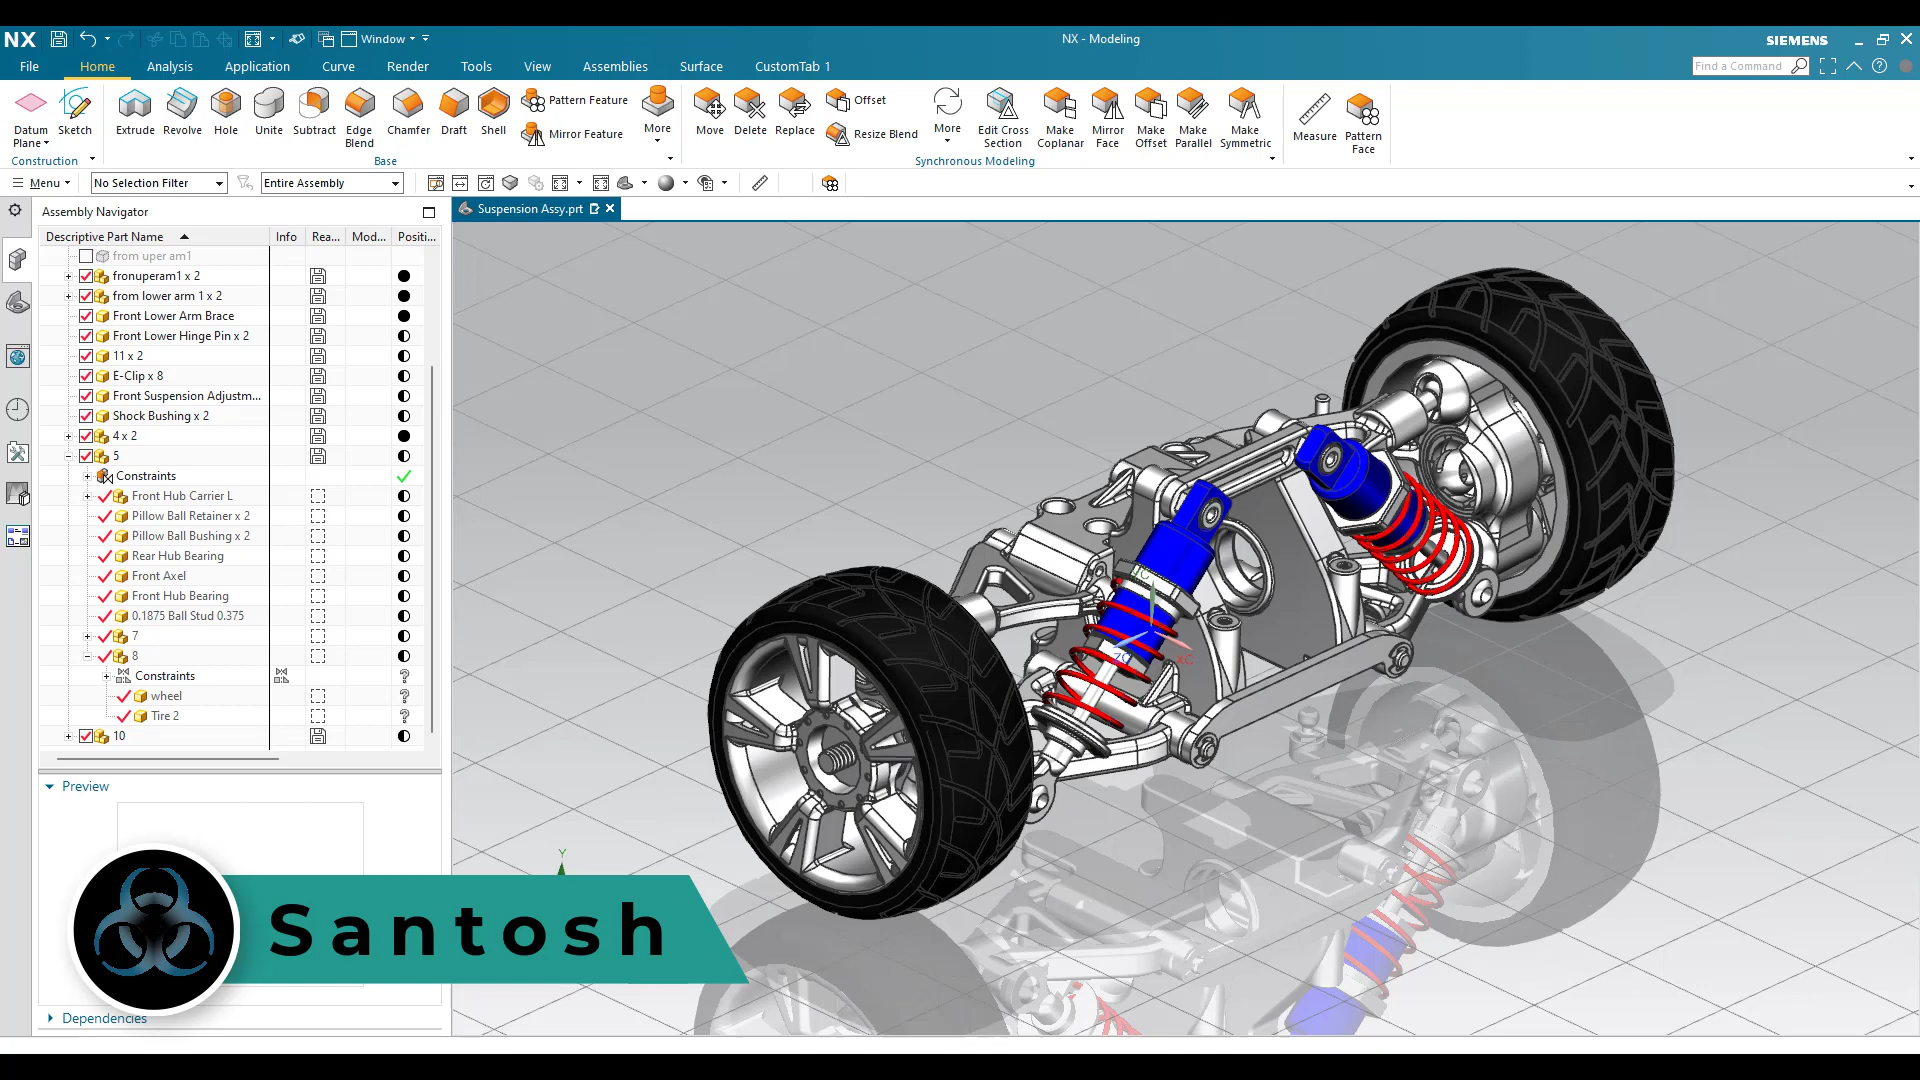 NX Window NX - Modeling SIEMENS
File Home Analysis Application Curve Render Tools View Assemblies Surface CustomTab 1 Find a Command
Datum Plane Sketch Extrude Revolve Hole Unite Subtract Edge Blend Chamfer Draft Shell Pattern Feature Mirror Feature More Move Delete Replace Offset Resize Blend More Edit Cross Section Make Coplanar Mirror Face Make Offset Make Parallel Make Symmetric Measure Pattern Face
Construction Base Synchronous Modeling
Menu No Selection Filter Entire Assembly
Assembly Navigator Suspension Assy.prt
Descriptive Part Name Info Rea... Mod... Positi...
from uper am1
fronuperam1 x 2
from lower arm 1 x 2
Front Lower Arm Brace
Front Lower Hinge Pin x 2
11 x 2
E-Clip x 8
Front Suspension Adjustm...
Shock Bushing x 2
4 x 2
5
Constraints
Front Hub Carrier L
Pillow Ball Retainer x 2
Pillow Ball Bushing x 2
Rear Hub Bearing
Front Axel
Front Hub Bearing
0.1875 Ball Stud 0.375
7
8
Constraints
wheel
Tire 2
10
ZC XC
Preview
Y
Santosh
Dependencies